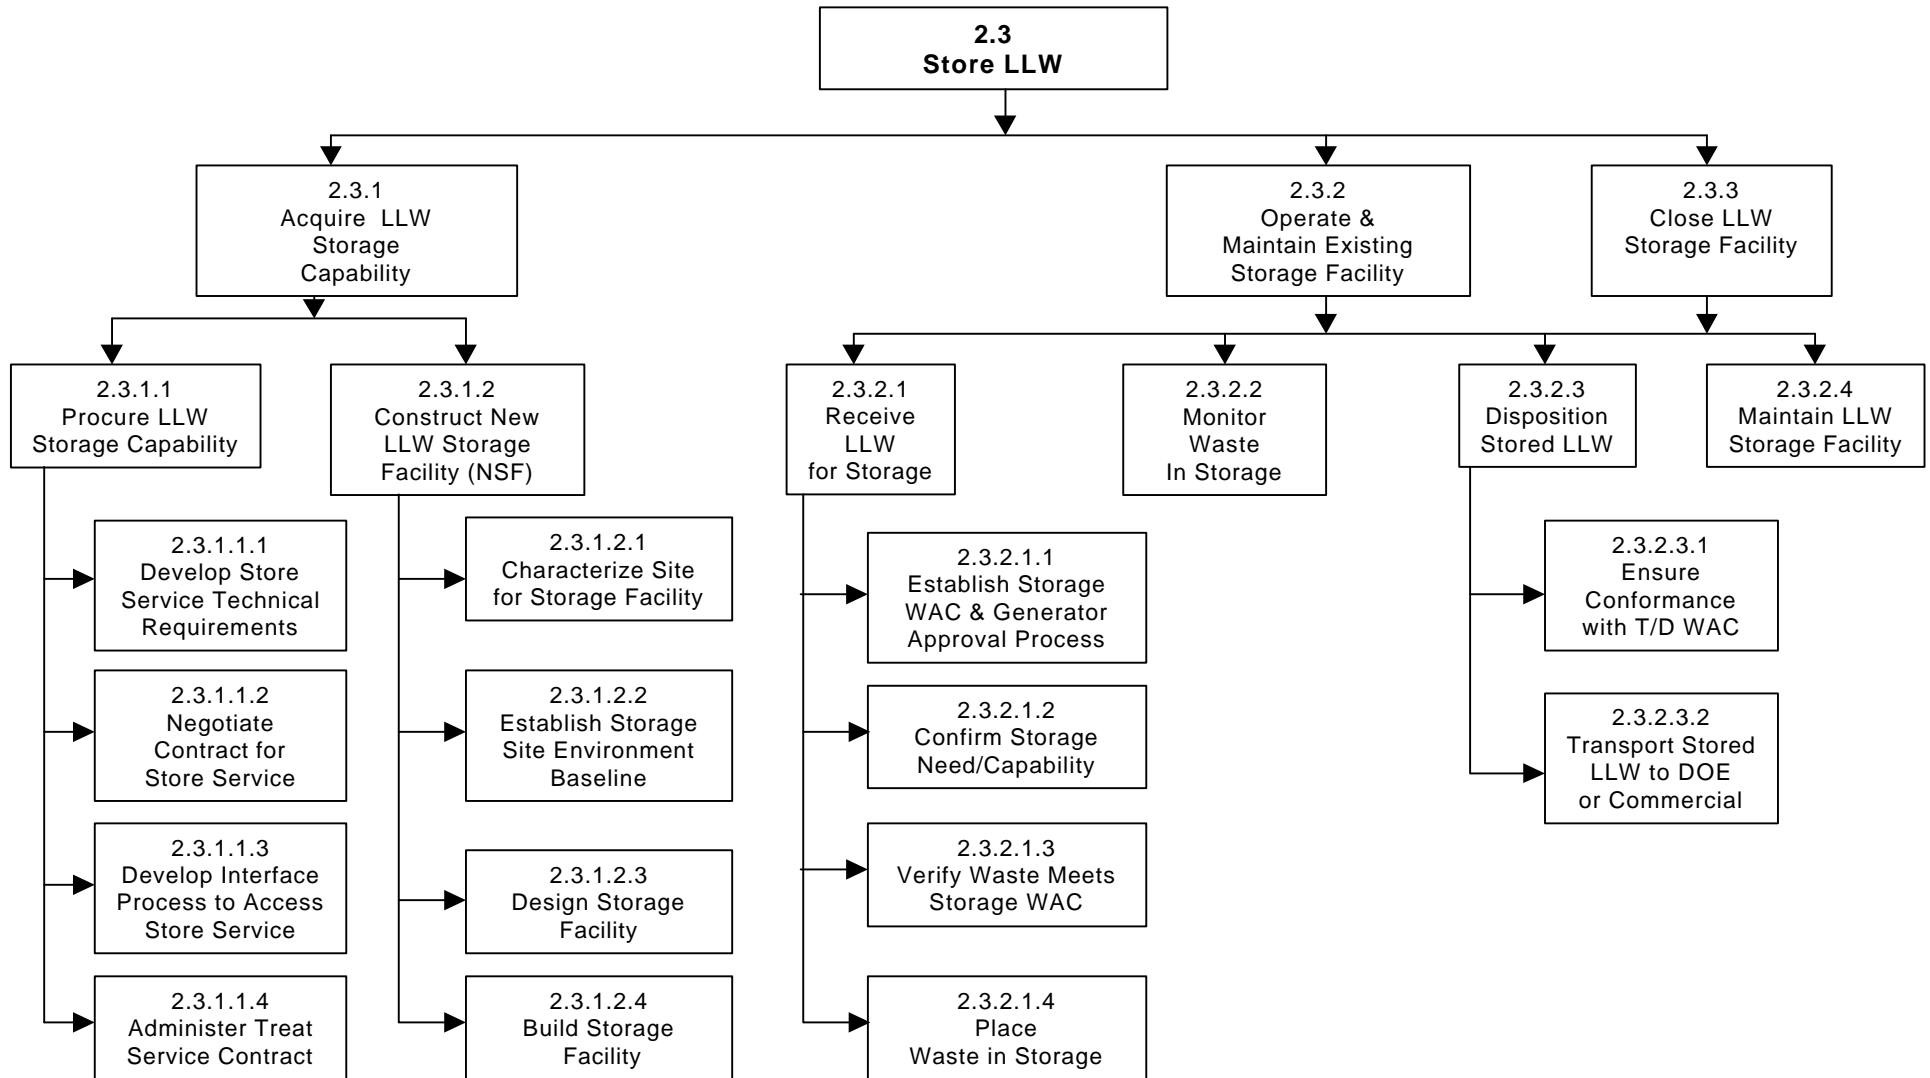 2.3
Store LLW
2.3.1
Acquire LLW
Storage
Capability
2.3.2
Operate &
Maintain Existing
Storage Facility
2.3.3
Close LLW
Storage Facility
2.3.1.1
Procure LLW
Storage Capability
2.3.1.2
Construct New
LLW Storage
Facility (NSF)
2.3.2.1
Receive
LLW
for Storage
2.3.2.2
Monitor
Waste
In Storage
2.3.2.3
Disposition
Stored LLW
2.3.2.4
Maintain LLW
Storage Facility
2.3.1.1.1
Develop Store
Service Technical
Requirements
2.3.1.1.2
Negotiate
Contract for
Store Service
2.3.1.1.3
Develop Interface
Process to Access
Store Service
2.3.1.1.4
Administer Treat
Service Contract
2.3.1.2.1
Characterize Site
for Storage Facility
2.3.1.2.2
Establish Storage
Site Environment
Baseline
2.3.1.2.3
Design Storage
Facility
2.3.1.2.4
Build Storage
Facility
2.3.2.1.1
Establish Storage
WAC & Generator
Approval Process
2.3.2.1.2
Confirm Storage
Need/Capability
2.3.2.1.3
Verify Waste Meets
Storage WAC
2.3.2.1.4
Place
Waste in Storage
2.3.2.3.1
Ensure
Conformance
with T/D WAC
2.3.2.3.2
Transport Stored
LLW to DOE
or Commercial